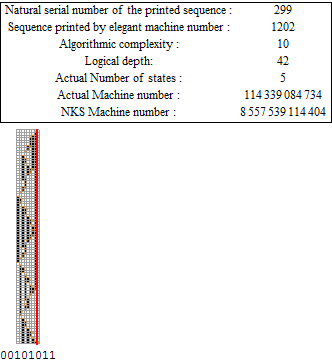 Natural serial number of the printed sequence : 299
Sequence printed by elegant machine number : 1202
Algorithmic complexity : 10
Logical depth: 42
Actual Number of states : 5
Actual Machine number : 114 339 084 734
NKS Machine number : 8 557 539 114 404
00101011